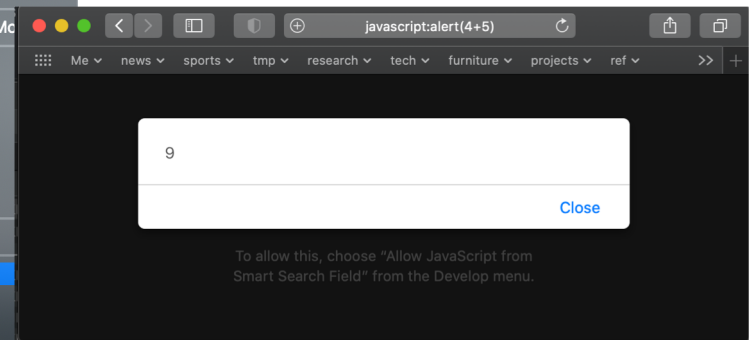 Mo
javascript:alert(4+5)
Me news sports tmp research tech furniture projects ref >> +
9
Close
To allow this, choose “Allow JavaScript from
Smart Search Field” from the Develop menu.